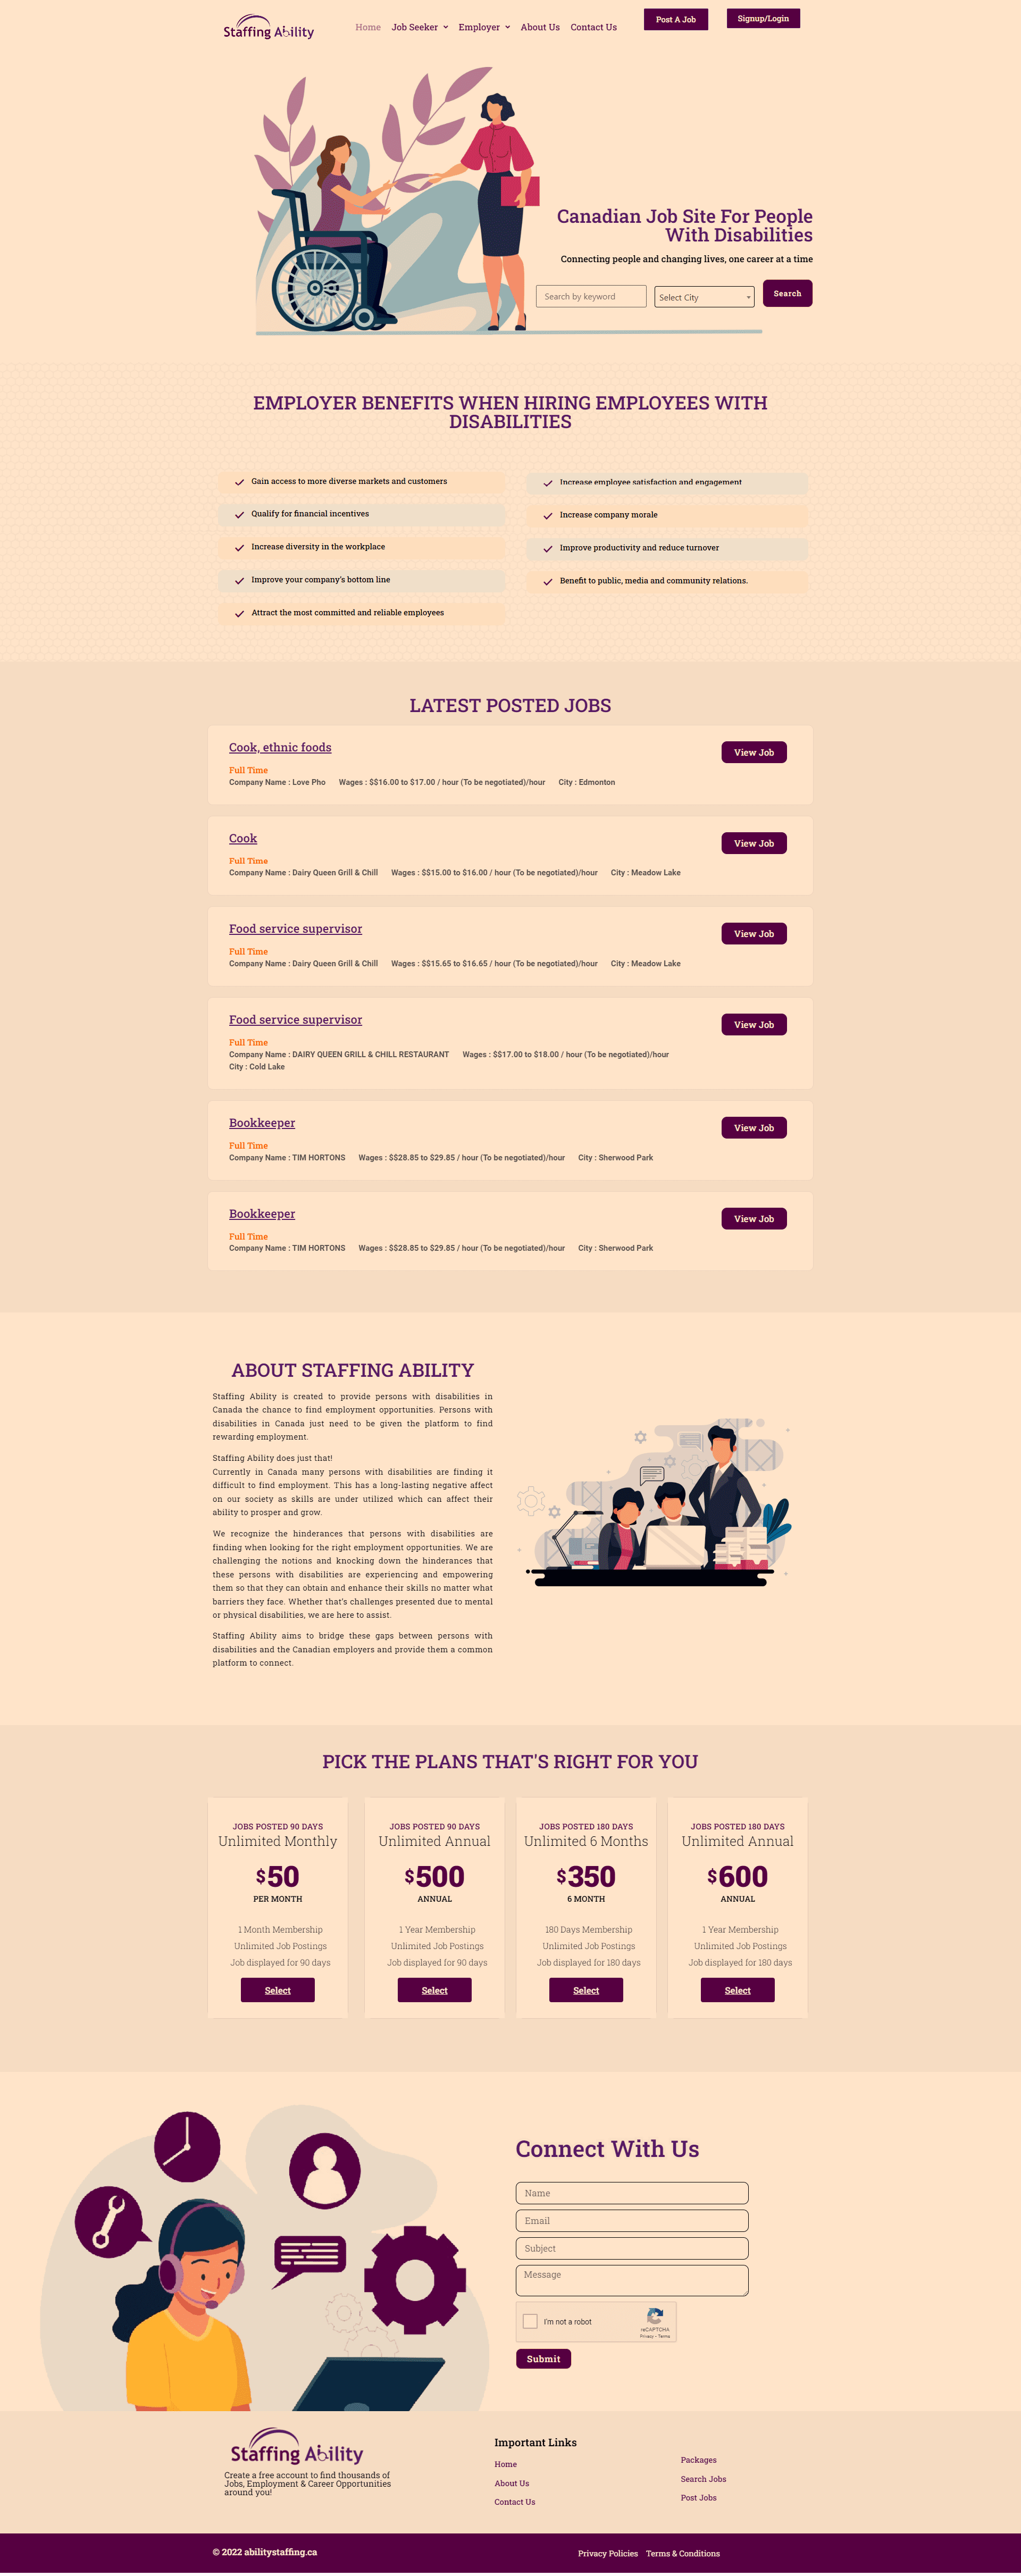 Staffing Ability
Home Job Seeker Employer About Us Contact Us
Post A Job
Signup/Login
Canadian Job Site For People
With Disabilities
Connecting people and changing lives, one career at a time
Search by keyword
Select City
Search
EMPLOYER BENEFITS WHEN HIRING EMPLOYEES WITH
DISABILITIES
Gain access to more diverse markets and customers
Qualify for financial incentives
Increase diversity in the workplace
Improve your company's bottom line
Attract the most committed and reliable employees
Increase employee satisfaction and engagement
Increase company morale
Improve productivity and reduce turnover
Benefit to public, media and community relations.
LATEST POSTED JOBS
Cook, ethnic foods
View Job
Full Time
Company Name : Love Pho Wages : $$16.00 to $17.00 / hour (To be negotiated)/hour City : Edmonton
Cook
View Job
Full Time
Company Name : Dairy Queen Grill & Chill Wages : $$15.00 to $16.00 / hour (To be negotiated)/hour City : Meadow Lake
Food service supervisor
View Job
Full Time
Company Name : Dairy Queen Grill & Chill Wages : $$15.65 to $16.65 / hour (To be negotiated)/hour City : Meadow Lake
Food service supervisor
View Job
Full Time
Company Name : DAIRY QUEEN GRILL & CHILL RESTAURANT Wages : $$17.00 to $18.00 / hour (To be negotiated)/hour
City : Cold Lake
Bookkeeper
View Job
Full Time
Company Name : TIM HORTONS Wages : $$28.85 to $29.85 / hour (To be negotiated)/hour City : Sherwood Park
Bookkeeper
View Job
Full Time
Company Name : TIM HORTONS Wages : $$28.85 to $29.85 / hour (To be negotiated)/hour City : Sherwood Park
ABOUT STAFFING ABILITY
Staffing Ability is created to provide persons with disabilities in
Canada the chance to find employment opportunities. Persons with
disabilities in Canada just need to be given the platform to find
rewarding employment.
Staffing Ability does just that!
Currently in Canada many persons with disabilities are finding it
difficult to find employment. This has a long-lasting negative affect
on our society as skills are under utilized which can affect their
ability to prosper and grow.
We recognize the hinderances that persons with disabilities are
finding when looking for the right employment opportunities. We are
challenging the notions and knocking down the hinderances that
these persons with disabilities are experiencing and empowering
them so that they can obtain and enhance their skills no matter what
barriers they face. Whether that's challenges presented due to mental
or physical disabilities, we are here to assist.
Staffing Ability aims to bridge these gaps between persons with
disabilities and the Canadian employers and provide them a common
platform to connect.
PICK THE PLANS THAT'S RIGHT FOR YOU
JOBS POSTED 90 DAYS
Unlimited Monthly
$50
PER MONTH
1 Month Membership
Unlimited Job Postings
Job displayed for 90 days
Select
JOBS POSTED 90 DAYS
Unlimited Annual
$500
ANNUAL
1 Year Membership
Unlimited Job Postings
Job displayed for 90 days
Select
JOBS POSTED 180 DAYS
Unlimited 6 Months
$350
6 MONTH
180 Days Membership
Unlimited Job Postings
Job displayed for 180 days
Select
JOBS POSTED 180 DAYS
Unlimited Annual
$600
ANNUAL
1 Year Membership
Unlimited Job Postings
Job displayed for 180 days
Select
Connect With Us
Name
Email
Subject
Message
I'm not a robot
reCAPTCHA
Privacy - Terms
Submit
Staffing Ability
Create a free account to find thousands of
Jobs, Employment & Career Opportunities
around you!
Important Links
Home
About Us
Contact Us
Packages
Search Jobs
Post Jobs
© 2022 abilitystaffing.ca
Privacy Policies Terms & Conditions